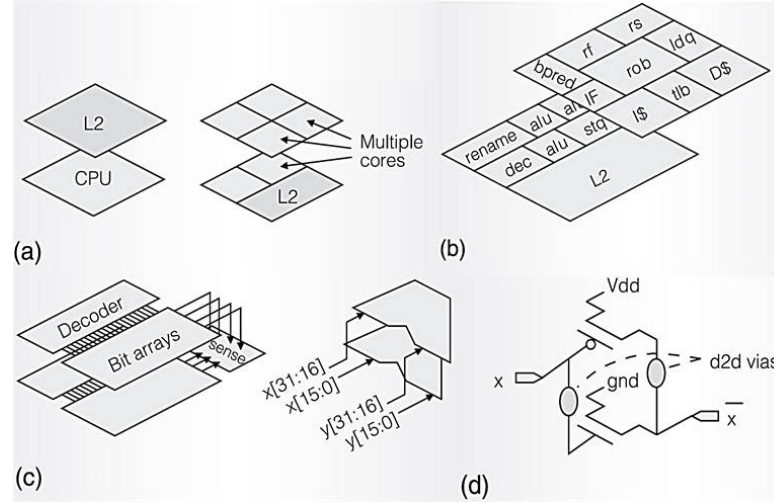 L2
CPU
Multiple
cores
L2
(a)
rs
rf
ldq
bpred
rob
D$
alu
IF
tlb
alu
I$
rename
stq
alu
dec
L2
(b)
Decoder
Bit arrays
sense
x[31:16]
x[15:0]
y[31:16]
y[15:0]
(c)
Vdd
x
gnd
d2d vias
x
(d)